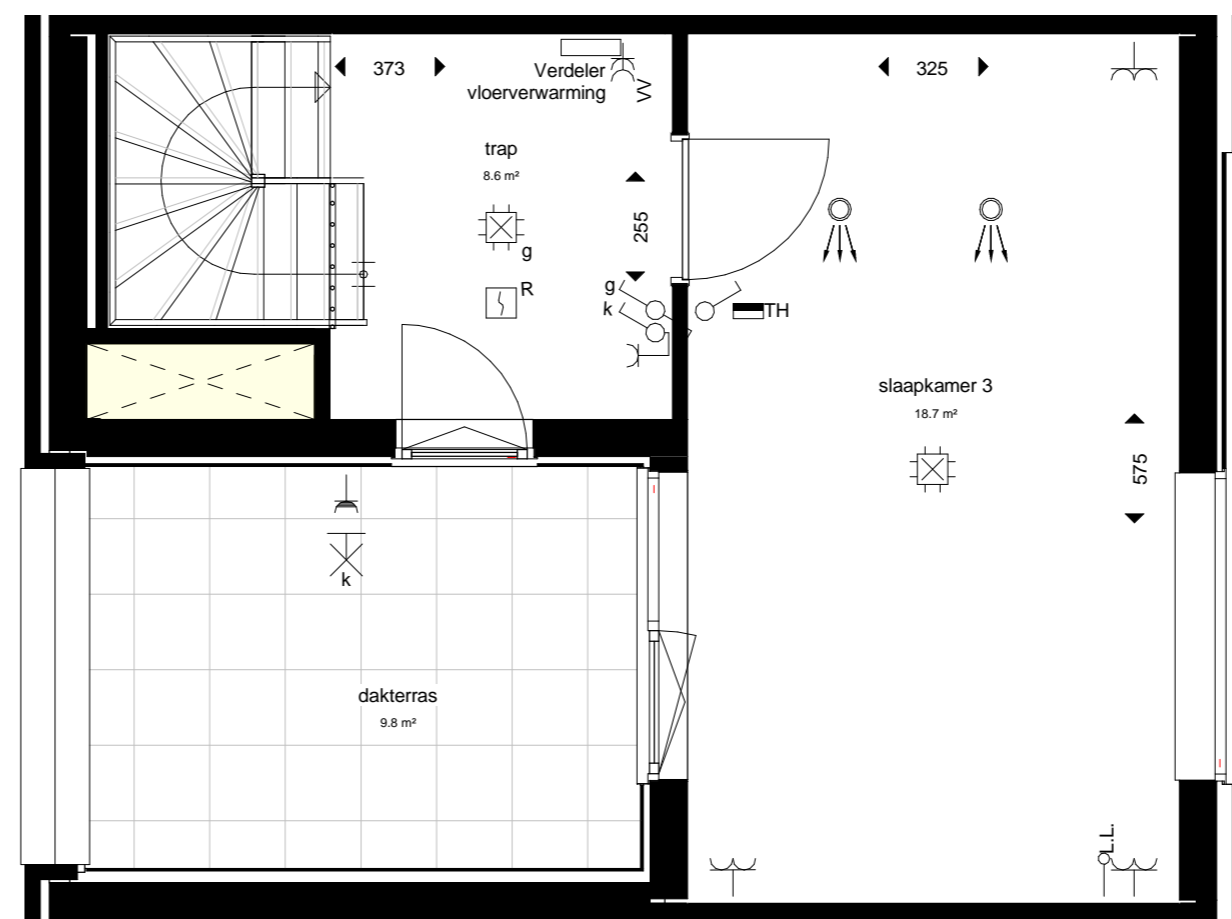 373
Verdeler
vloerverwarming
VV
325
trap
8.6 m²
255
g
R
g
k
TH
slaapkamer 3
18.7 m²
575
k
dakterras
9.8 m²
L.L.